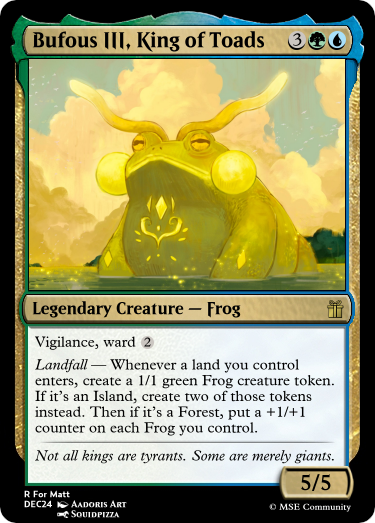 Bufous III, King of Toads 3
Legendary Creature — Frog
Vigilance, ward 2
Landfall — Whenever a land you control
enters, create a 1/1 green Frog creature token.
If it's an Island, create two of those tokens
instead. Then if it's a Forest, put a +1/+1
counter on each Frog you control.
Not all kings are tyrants. Some are merely giants.
5/5
R For Matt
DEC24 Aadoris Art
Squidpizza
© MSE Community